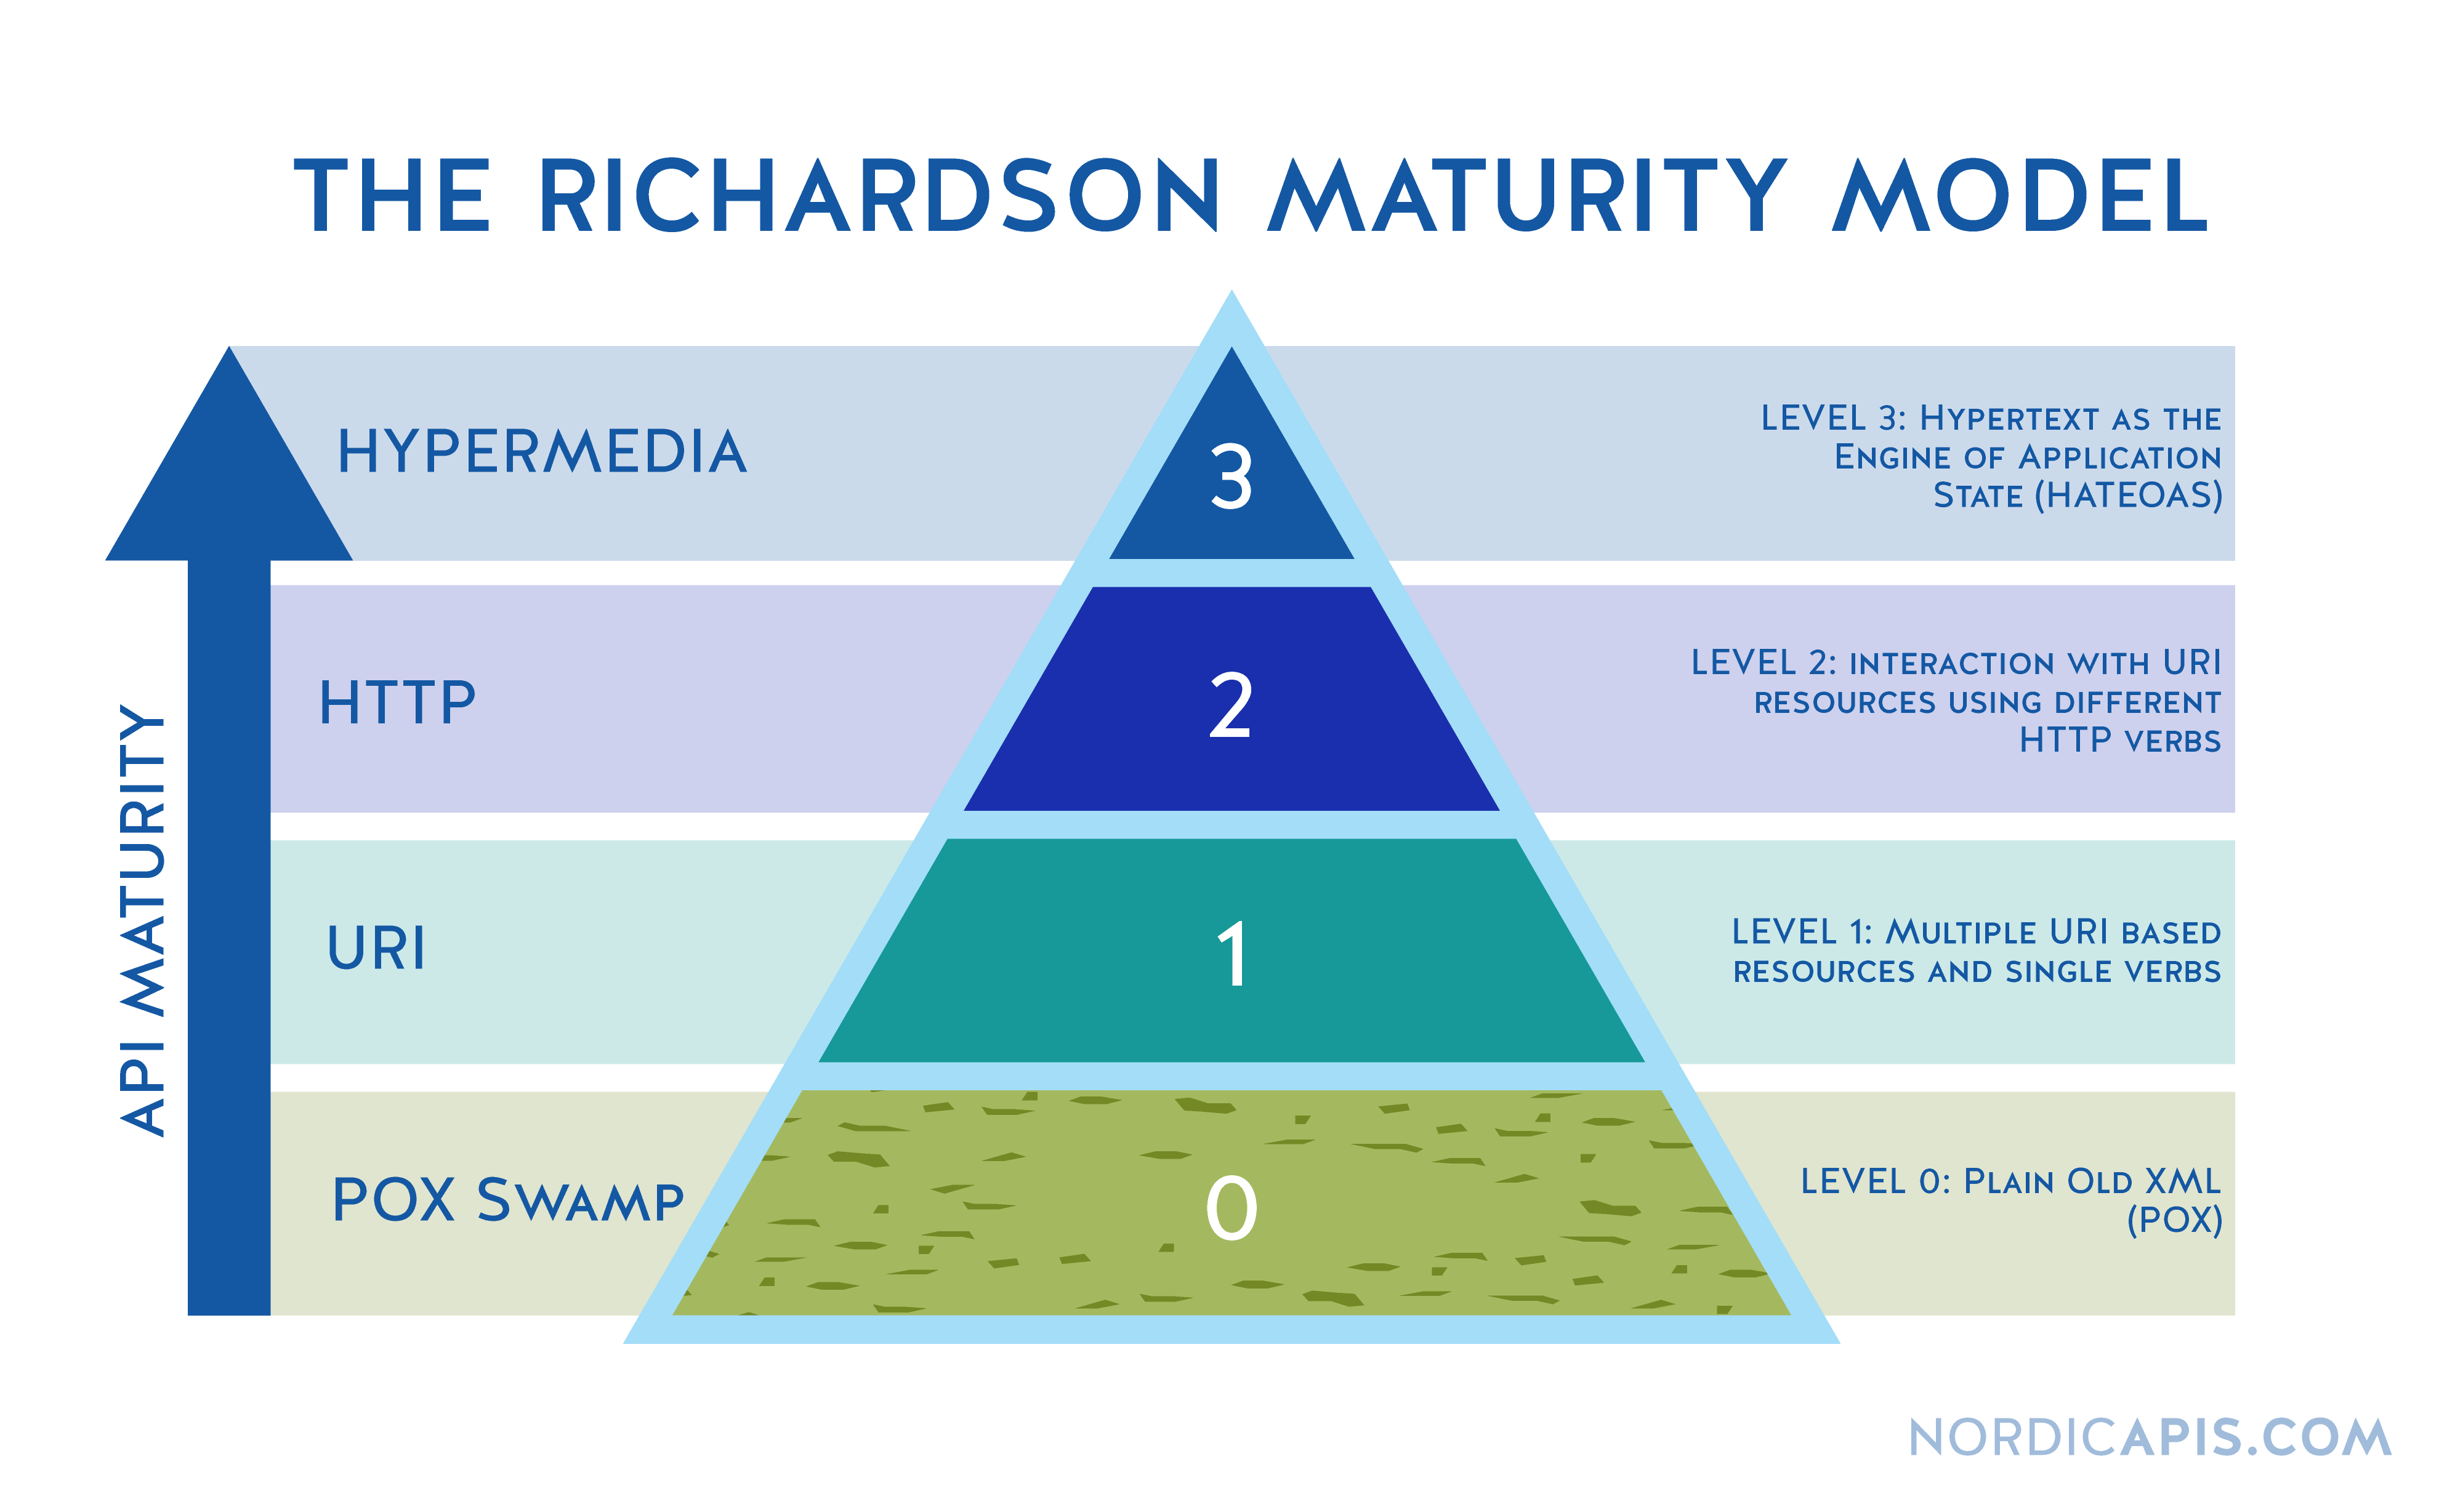 THE RICHARDSON MATURITY MODEL
API MATURITY
HYPERMEDIA
3
LEVEL 3: HYPERTEXT AS THE
ENGINE OF APPLICATION
STATE (HATEOAS)
HTTP
2
LEVEL 2: INTERACTION WITH URI
RESOURCES USING DIFFERENT
HTTP VERBS
URI
1
LEVEL 1: MULTIPLE URI BASED
RESOURCES AND SINGLE VERBS
POX SWAMP
0
LEVEL 0: PLAIN OLD XML
(POX)
NORDICAPIS.COM